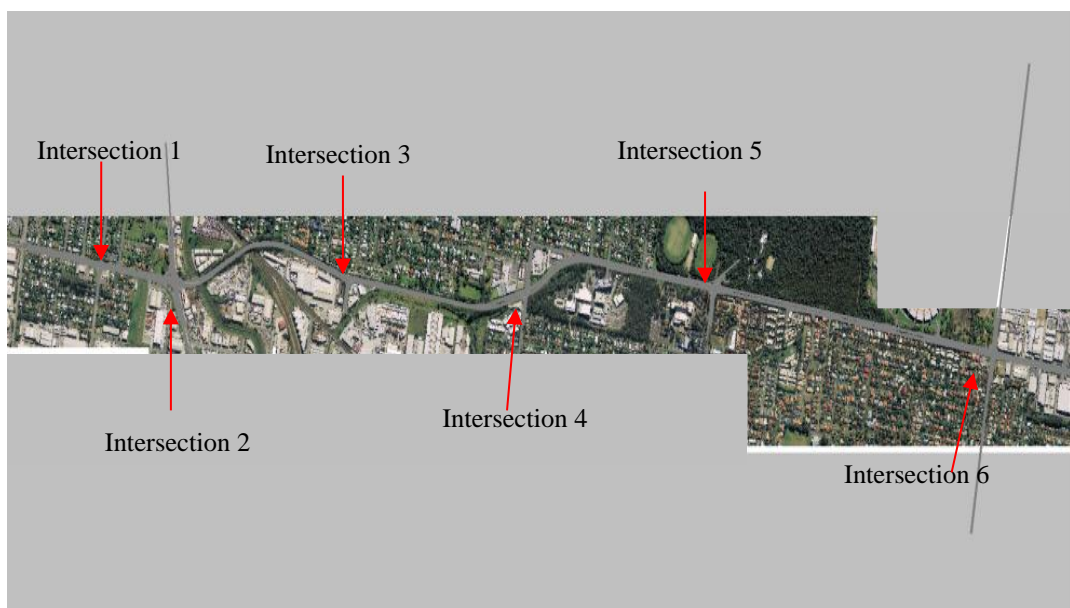 Intersection 1
Intersection 3
Intersection 5
Intersection 4
Intersection 2
Intersection 6